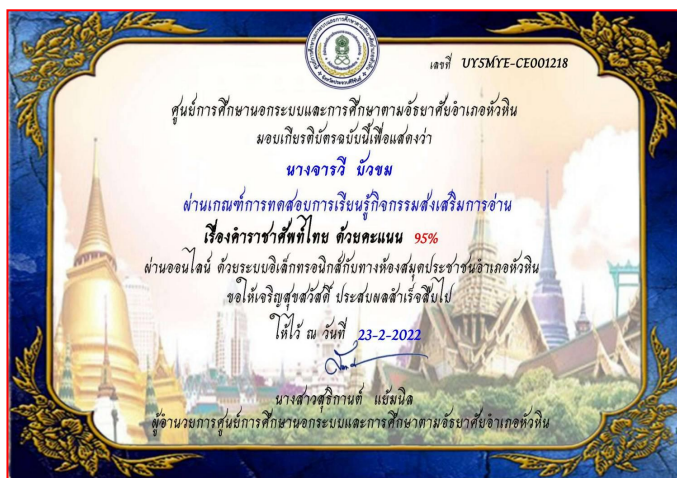 เลขที่ UY5MYE-CE001218
ศูนย์การศึกษานอกระบบและการศึกษาตามอัธยาศัยอำเภอหัวหิน
มอบเกียรติบัตรฉบับนี้เพื่อแสดงว่า
นางจารวี บัวขม
ผ่านเกณฑ์การทดสอบการเรียนรู้กิจกรรมส่งเสริมการอ่าน
เรื่องคำราชาศัพท์ไทย ด้วยคะแนน 95%
ผ่านออนไลน์ ด้วยระบบอิเล็กทรอนิกส์กับทางห้องสมุดประชาชนอำเภอหัวหิน
ขอให้เจริญสุขสวัสดิ์ ประสบผลสำเร็จสืบไป
ให้ไว้ ณ วันที่ 23-2-2022
นางสาวสุริกานต์ แย้มนิล
ผู้อำนวยการศูนย์การศึกษานอกระบบและการศึกษาตามอัธยาศัยอำเภอหัวหิน